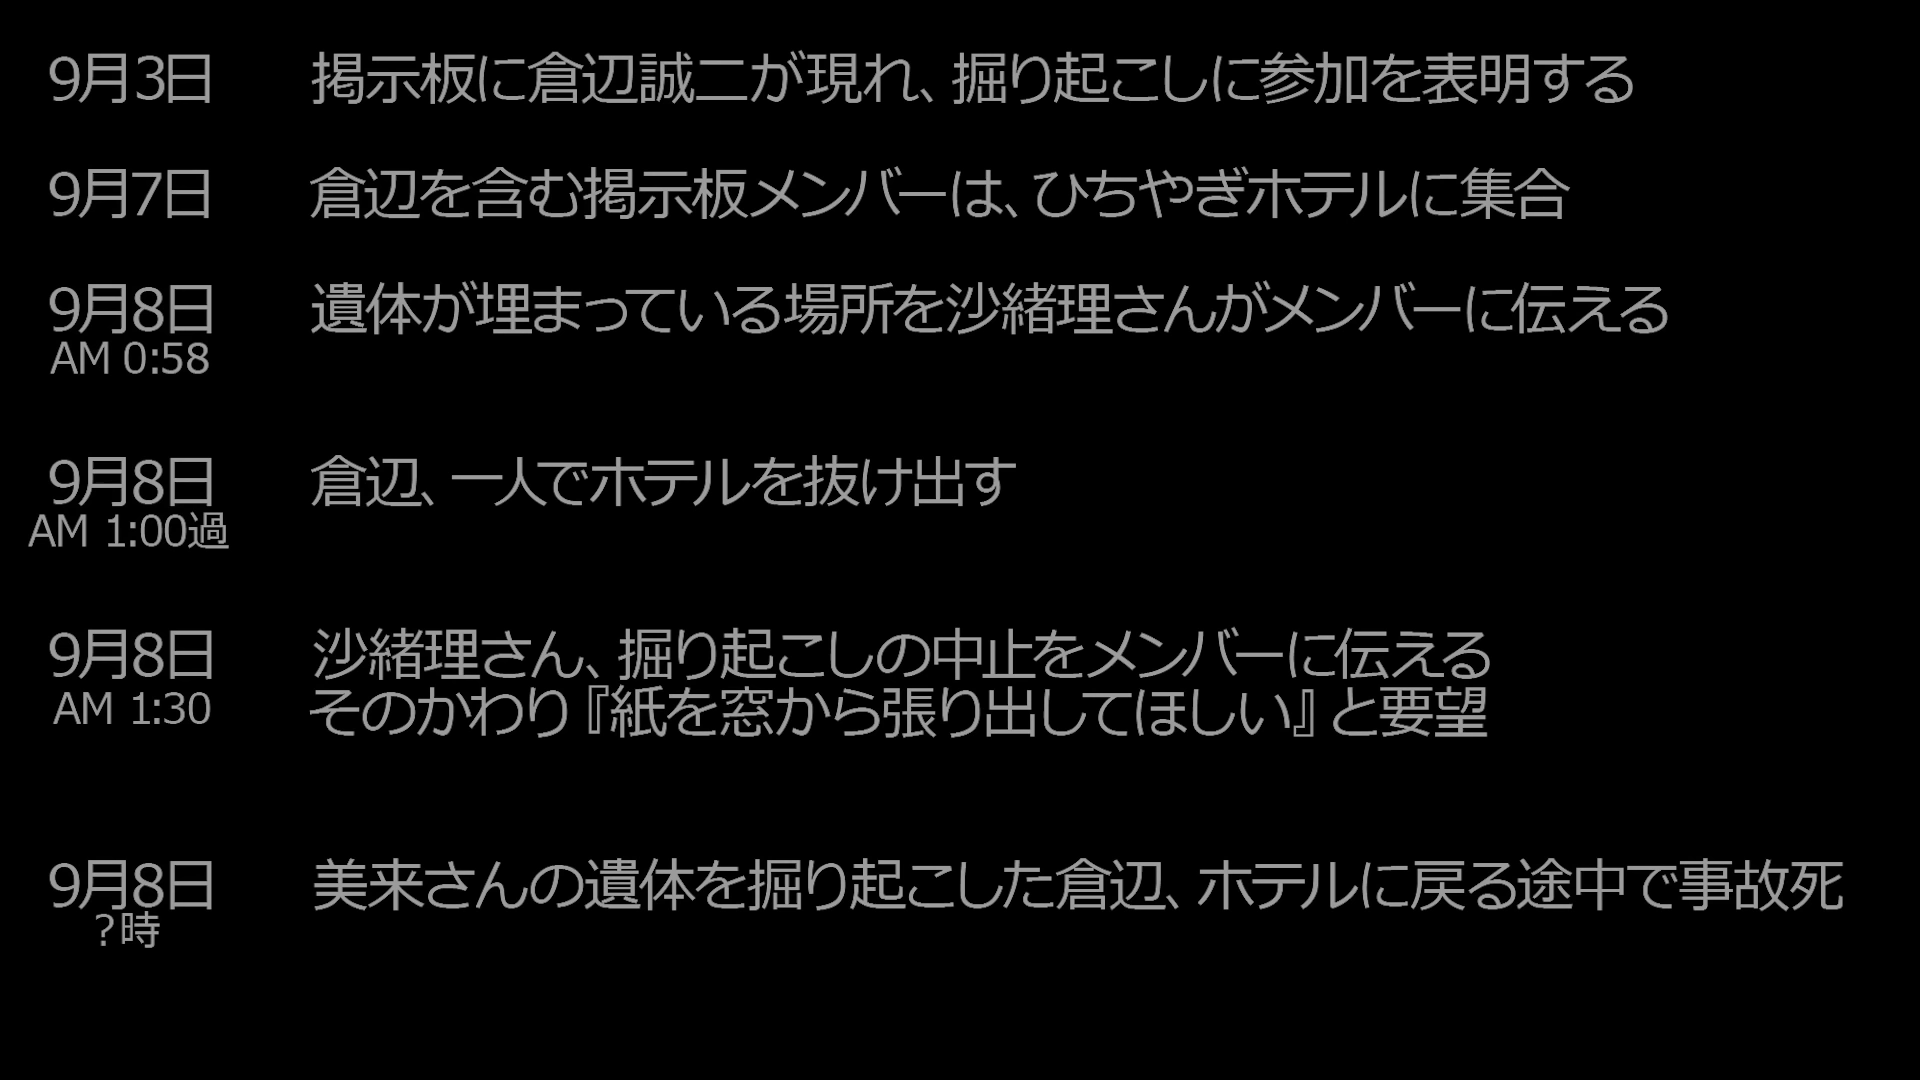 9月3日 掲示板に倉辺誠二が現れ、掘り起こしに参加を表明する
9月7日 倉辺を含む掲示板メンバーは、ひちやぎホテルに集合
9月8日 遺体が埋まっている場所を沙緒理さんがメンバーに伝える
AM 0:58
9月8日 倉辺、一人でホテルを抜け出す
AM 1:00過
9月8日 沙緒理さん、掘り起こしの中止をメンバーに伝える
AM 1:30 そのかわり『紙を窓から張り出してほしい』と要望
9月8日 美来さんの遺体を掘り起こした倉辺、ホテルに戻る途中で事故死
?時